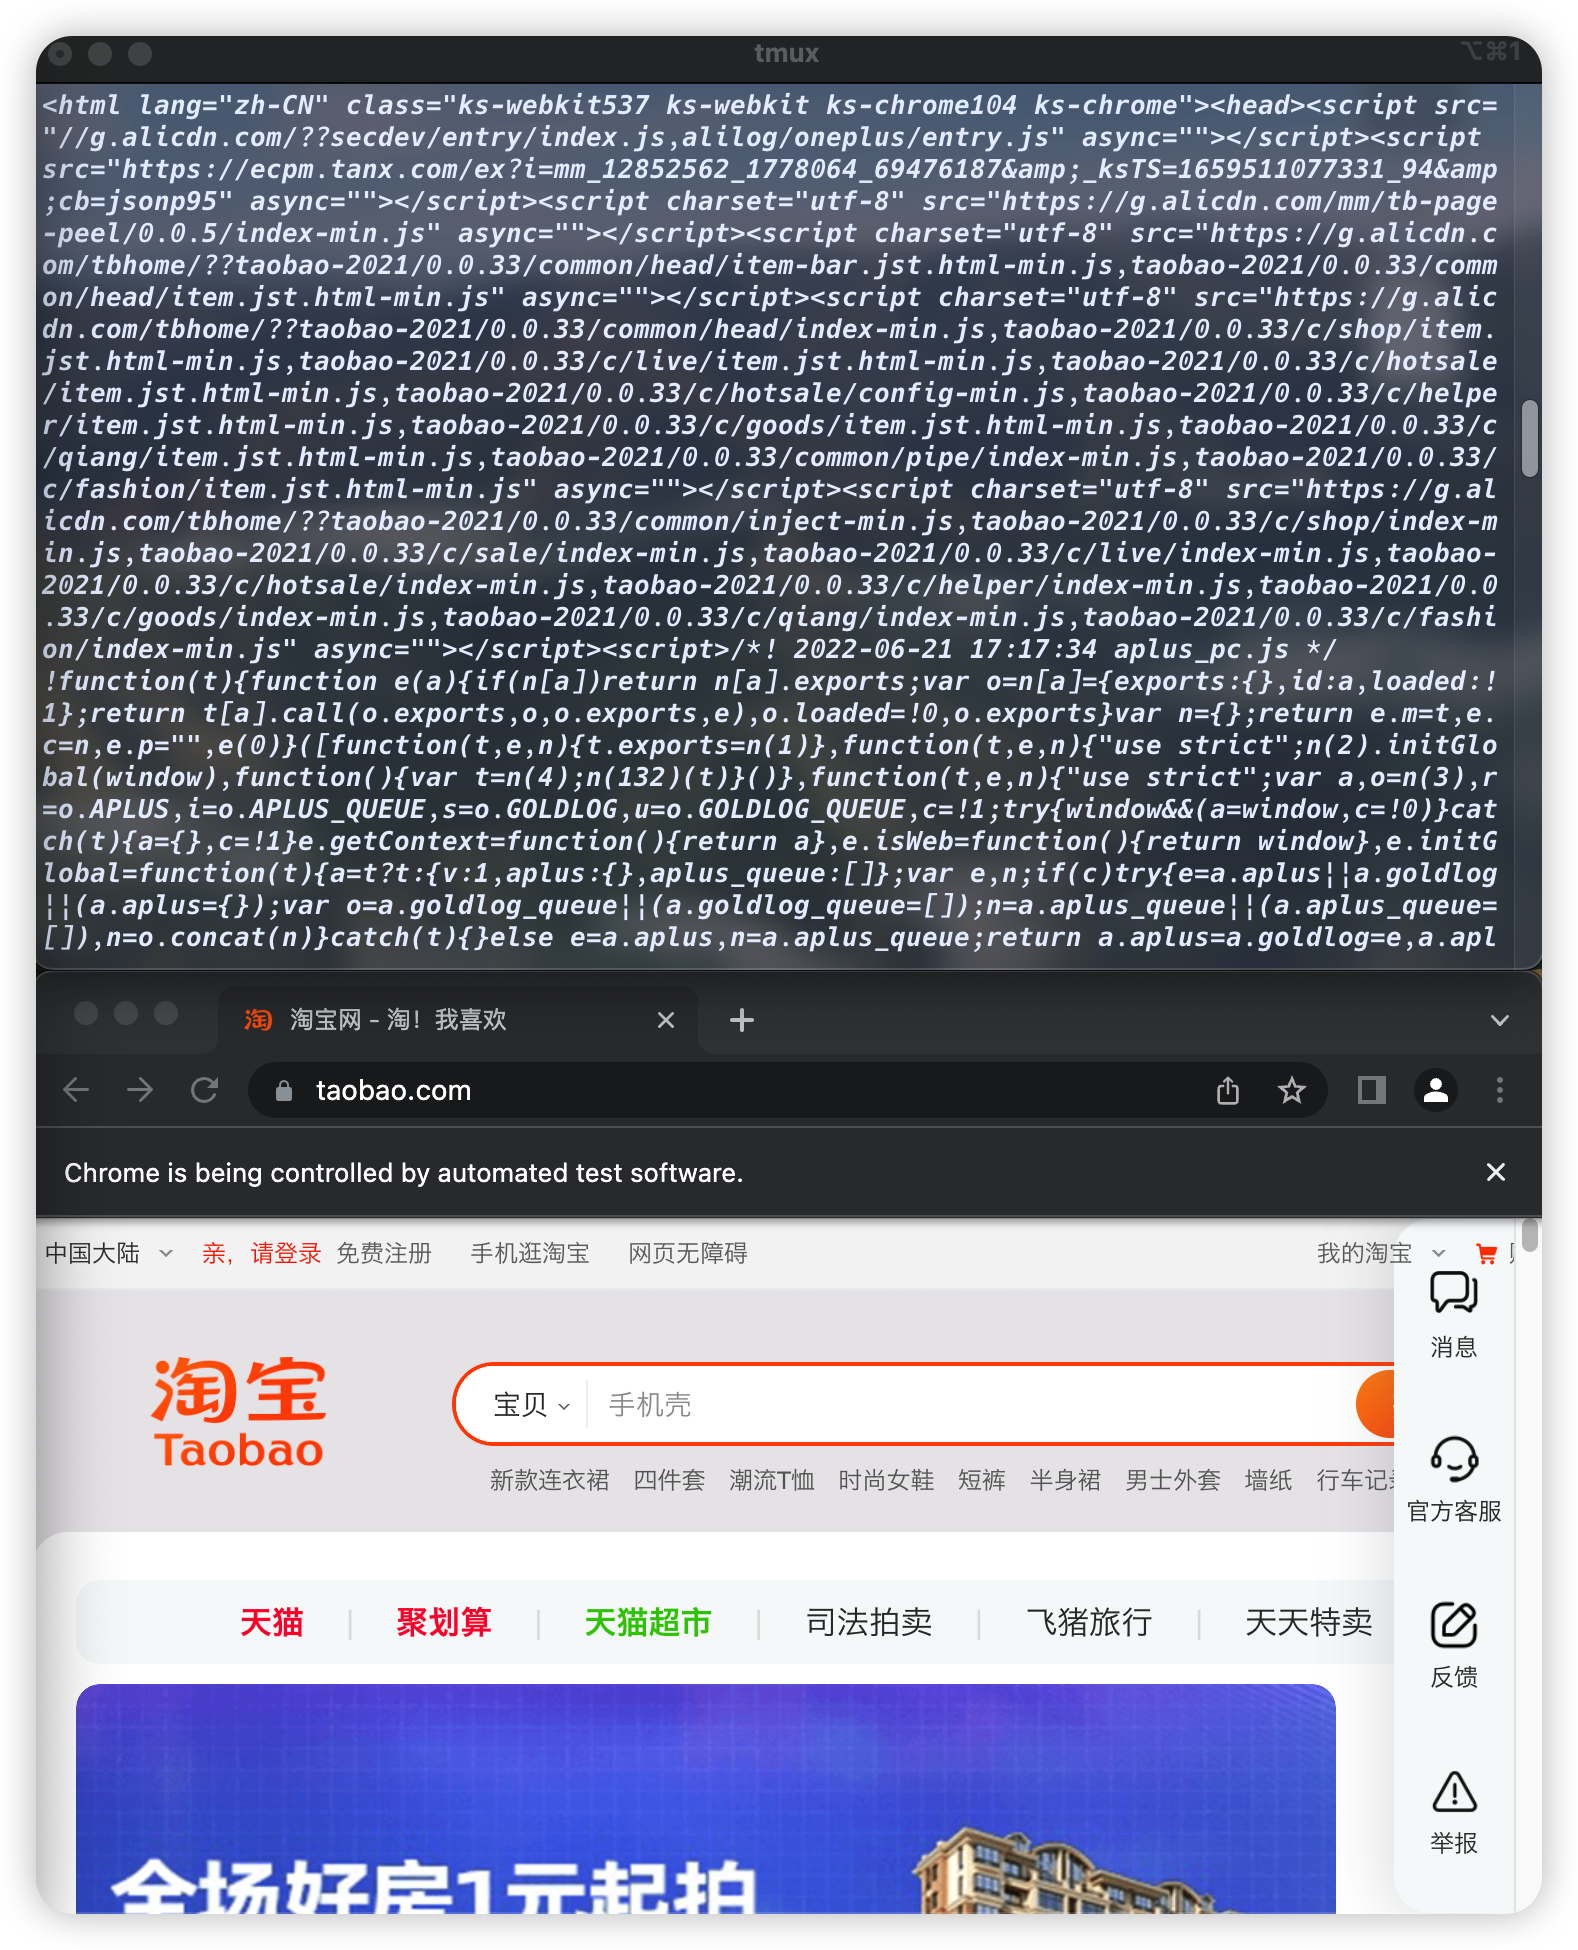 tmux
⌥⌘1
<html lang="zh-CN" class="ks-webkit537 ks-webkit ks-chrome104 ks-chrome"><head><script src=
"//g.alicdn.com/??secdev/entry/index.js,alilog/oneplus/entry.js" async=""></script><script
src="https://ecpm.tanx.com/ex?i=mm_12852562_1778064_69476187&amp;_ksTS=1659511077331_94&amp
;cb=jsonp95" async=""></script><script charset="utf-8" src="https://g.alicdn.com/mm/tb-page
-peel/0.0.5/index-min.js" async=""></script><script charset="utf-8" src="https://g.alicdn.c
om/tbhome/??taobao-2021/0.0.33/common/head/item-bar.jst.html-min.js,taobao-2021/0.0.33/comm
on/head/item.jst.html-min.js" async=""></script><script charset="utf-8" src="https://g.alic
dn.com/tbhome/??taobao-2021/0.0.33/common/head/index-min.js,taobao-2021/0.0.33/c/shop/item.
jst.html-min.js,taobao-2021/0.0.33/c/live/item.jst.html-min.js,taobao-2021/0.0.33/c/hotsale
/item.jst.html-min.js,taobao-2021/0.0.33/c/hotsale/config-min.js,taobao-2021/0.0.33/c/helpe
r/item.jst.html-min.js,taobao-2021/0.0.33/c/goods/item.jst.html-min.js,taobao-2021/0.0.33/c
/qiang/item.jst.html-min.js,taobao-2021/0.0.33/common/pipe/index-min.js,taobao-2021/0.0.33/
c/fashion/item.jst.html-min.js" async=""></script><script charset="utf-8" src="https://g.al
icdn.com/tbhome/??taobao-2021/0.0.33/common/inject-min.js,taobao-2021/0.0.33/c/shop/index-m
in.js,taobao-2021/0.0.33/c/sale/index-min.js,taobao-2021/0.0.33/c/live/index-min.js,taobao-
2021/0.0.33/c/hotsale/index-min.js,taobao-2021/0.0.33/c/helper/index-min.js,taobao-2021/0.0
.33/c/goods/index-min.js,taobao-2021/0.0.33/c/qiang/index-min.js,taobao-2021/0.0.33/c/fashi
on/index-min.js" async=""></script><script>/*! 2022-06-21 17:17:34 aplus_pc.js */
!function(t){function e(a){if(n[a])return n[a].exports;var o=n[a]={exports:{},id:a,loaded:!
1};return t[a].call(o.exports,o,o.exports,e),o.loaded=!0,o.exports}var n={};return e.m=t,e.
c=n,e.p="",e(0)}([function(t,e,n){t.exports=n(1)},function(t,e,n){"use strict";n(2).initGlo
bal(window),function(){var t=n(4);n(132)(t)}()},function(t,e,n){"use strict";var a,o=n(3),r
=o.APLUS,i=o.APLUS_QUEUE,s=o.GOLDLOG,u=o.GOLDLOG_QUEUE,c=!1;try{window&&(a=window,c=!0)}cat
ch(t){a={},c=!1}e.getContext=function(){return a},e.isWeb=function(){return window},e.initG
lobal=function(t){a=t?t:{v:1,aplus:{},aplus_queue:[]};var e,n;if(c)try{e=a.aplus||a.goldlog
||(a.aplus={});var o=a.goldlog_queue||(a.goldlog_queue=[]);n=a.aplus_queue||(a.aplus_queue=
[]),n=o.concat(n)}catch(t){}else e=a.aplus,n=a.aplus_queue;return a.aplus=a.goldlog=e,a.apl
淘 淘宝网 - 淘！我喜欢
taobao.com
Chrome is being controlled by automated test software.
中国大陆 亲，请登录 免费注册 手机逛淘宝 网页无障碍 我的淘宝
消息
淘宝
Taobao
宝贝 手机壳
新款连衣裙 四件套 潮流T恤 时尚女鞋 短裤 半身裙 男士外套 墙纸 行车记
官方客服
天猫 聚划算 天猫超市 司法拍卖 飞猪旅行 天天特卖
反馈
举报
全场好房1元起拍